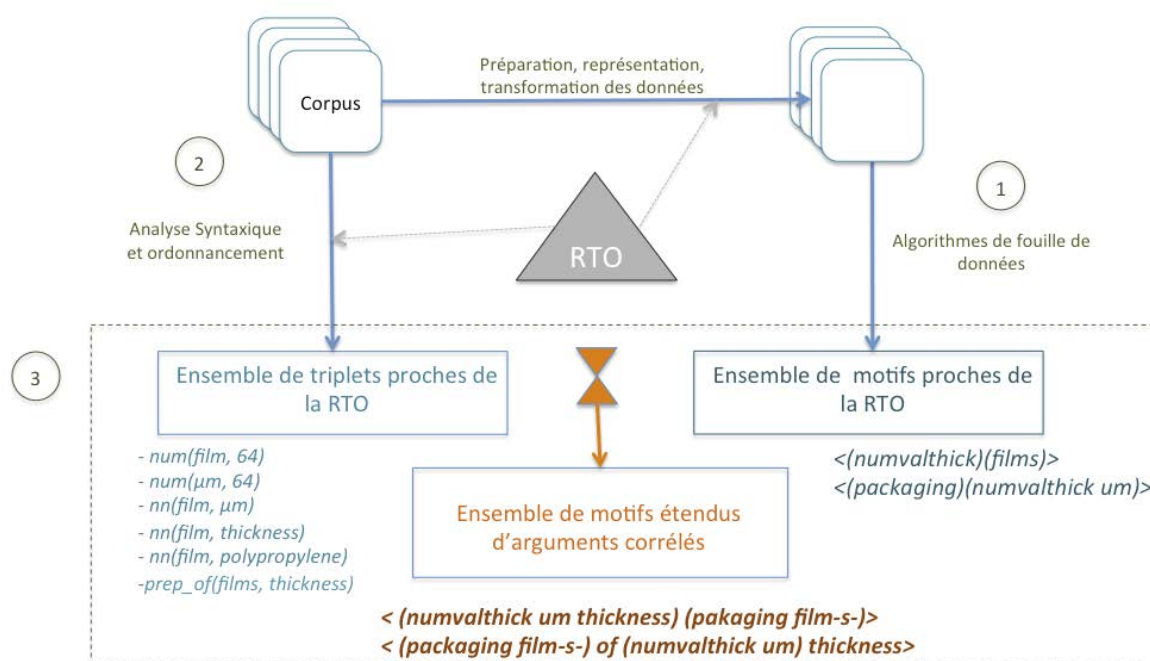 Corpus
Préparation, représentation,
transformation des données
2
1
Analyse Syntaxique
et ordonnancement
RTO
Algorithmes de fouille de
données
3
Ensemble de triplets proches de
la RTO
Ensemble de motifs proches de
la RTO
- num(film, 64)
- num(μm, 64)
- nn(film, μm)
- nn(film, thickness)
- nn(film, polypropylene)
-prep_of(films, thickness)
<(numvalthick)(films)>
<(packaging)(numvalthick um)>
Ensemble de motifs étendus
d'arguments corrélés
< (numvalthick um thickness) (pakaging film-s-)>
< (packaging film-s-) of (numvalthick um) thickness>